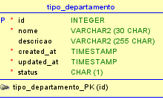 tipo_departamento
P * id INTEGER
* nome VARCHAR2 (30 CHAR)
descricao VARCHAR2 (255 CHAR)
* created_at TIMESTAMP
* updated_at TIMESTAMP
* status CHAR (1)
tipo_departamento_PK (id)